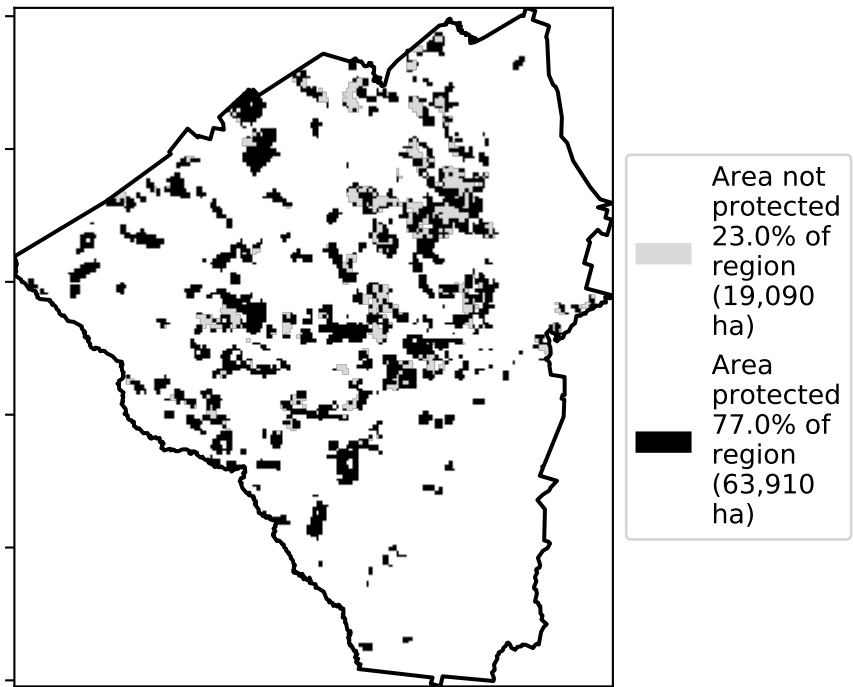 Area not
protected
23.0% of
region
(19,090
ha)
Area
protected
77.0% of
region
(63,910
ha)